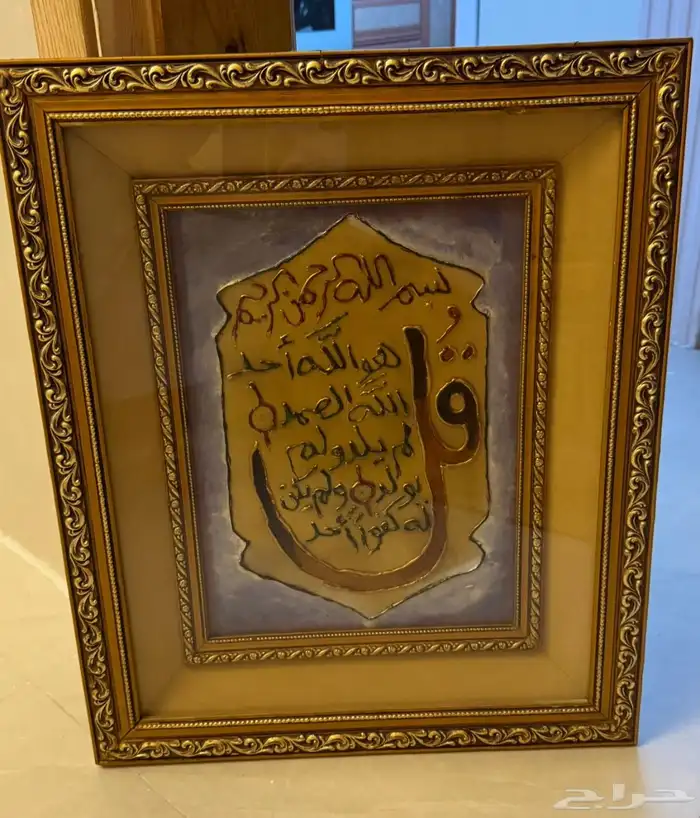 بسم الله الرحمن الرحيم
قل
هو الله أحد
الله الصمد
لم يلد ولم
يولد ولم يكن
له كفواً أحد
حراج